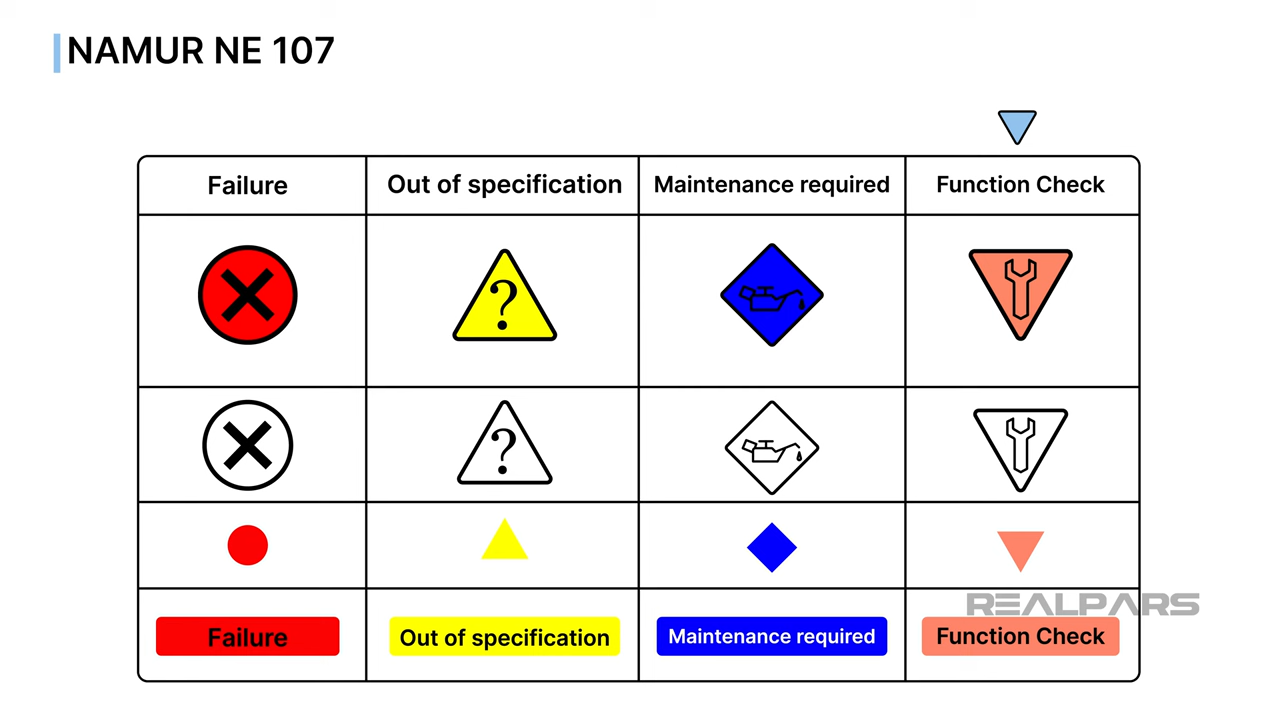 NAMUR NE 107
Failure
Out of specification
Maintenance required
Function Check
?
?
REALPARS
Failure
Out of specification
Maintenance required
Function Check